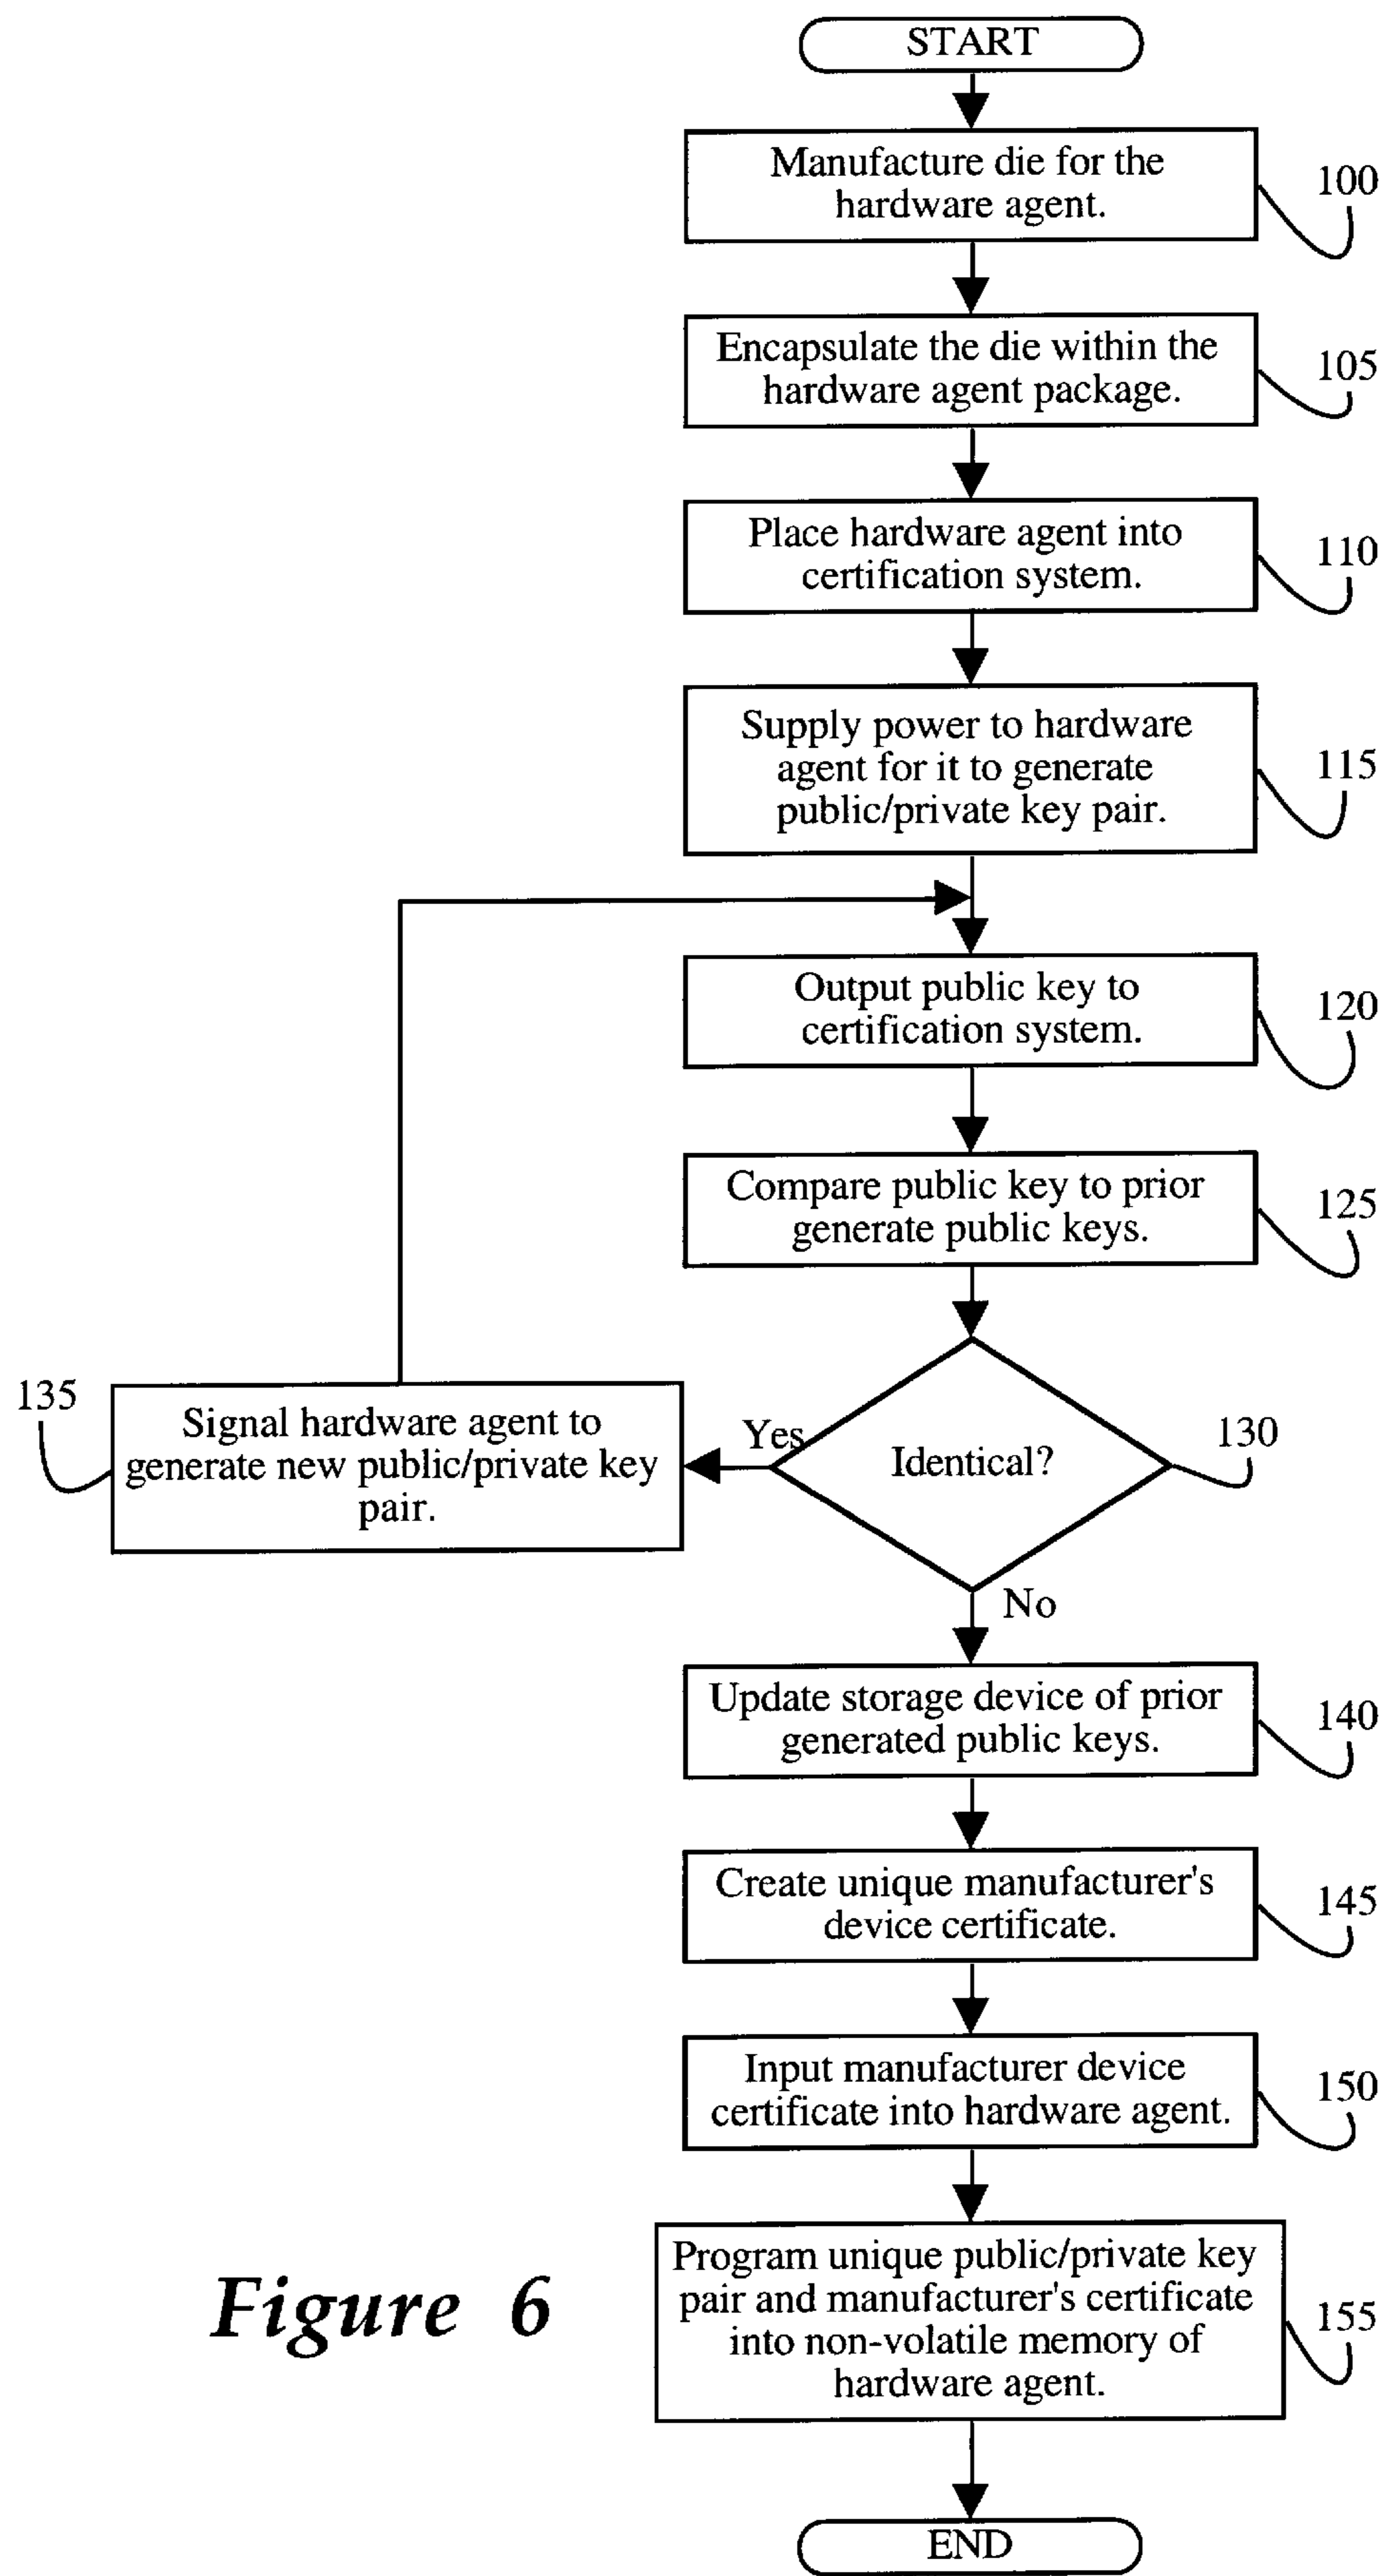 START
Manufacture die for the
hardware agent.
100
Encapsulate the die within the
hardware agent package.
105
Place hardware agent into
certification system.
110
Supply power to hardware
agent for it to generate
public/private key pair.
115
Output public key to
certification system.
120
Compare public key to prior
generate public keys.
125
Identical?
130
Yes
135
Signal hardware agent to
generate new public/private key
pair.
No
Update storage device of prior
generated public keys.
140
Create unique manufacturer's
device certificate.
145
Input manufacturer device
certificate into hardware agent.
150
Program unique public/private key
pair and manufacturer's certificate
into non-volatile memory of
hardware agent.
155
Figure 6
END